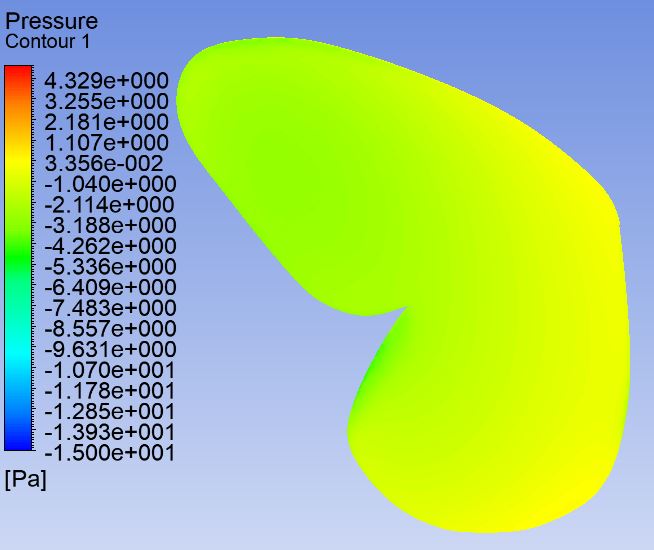 Pressure
Contour 1
4.329e+000
3.255e+000
2.181e+000
1.107e+000
3.356e-002
-1.040e+000
-2.114e+000
-3.188e+000
-4.262e+000
-5.336e+000
-6.409e+000
-7.483e+000
-8.557e+000
-9.631e+000
-1.070e+001
-1.178e+001
-1.285e+001
-1.393e+001
-1.500e+001
[Pa]